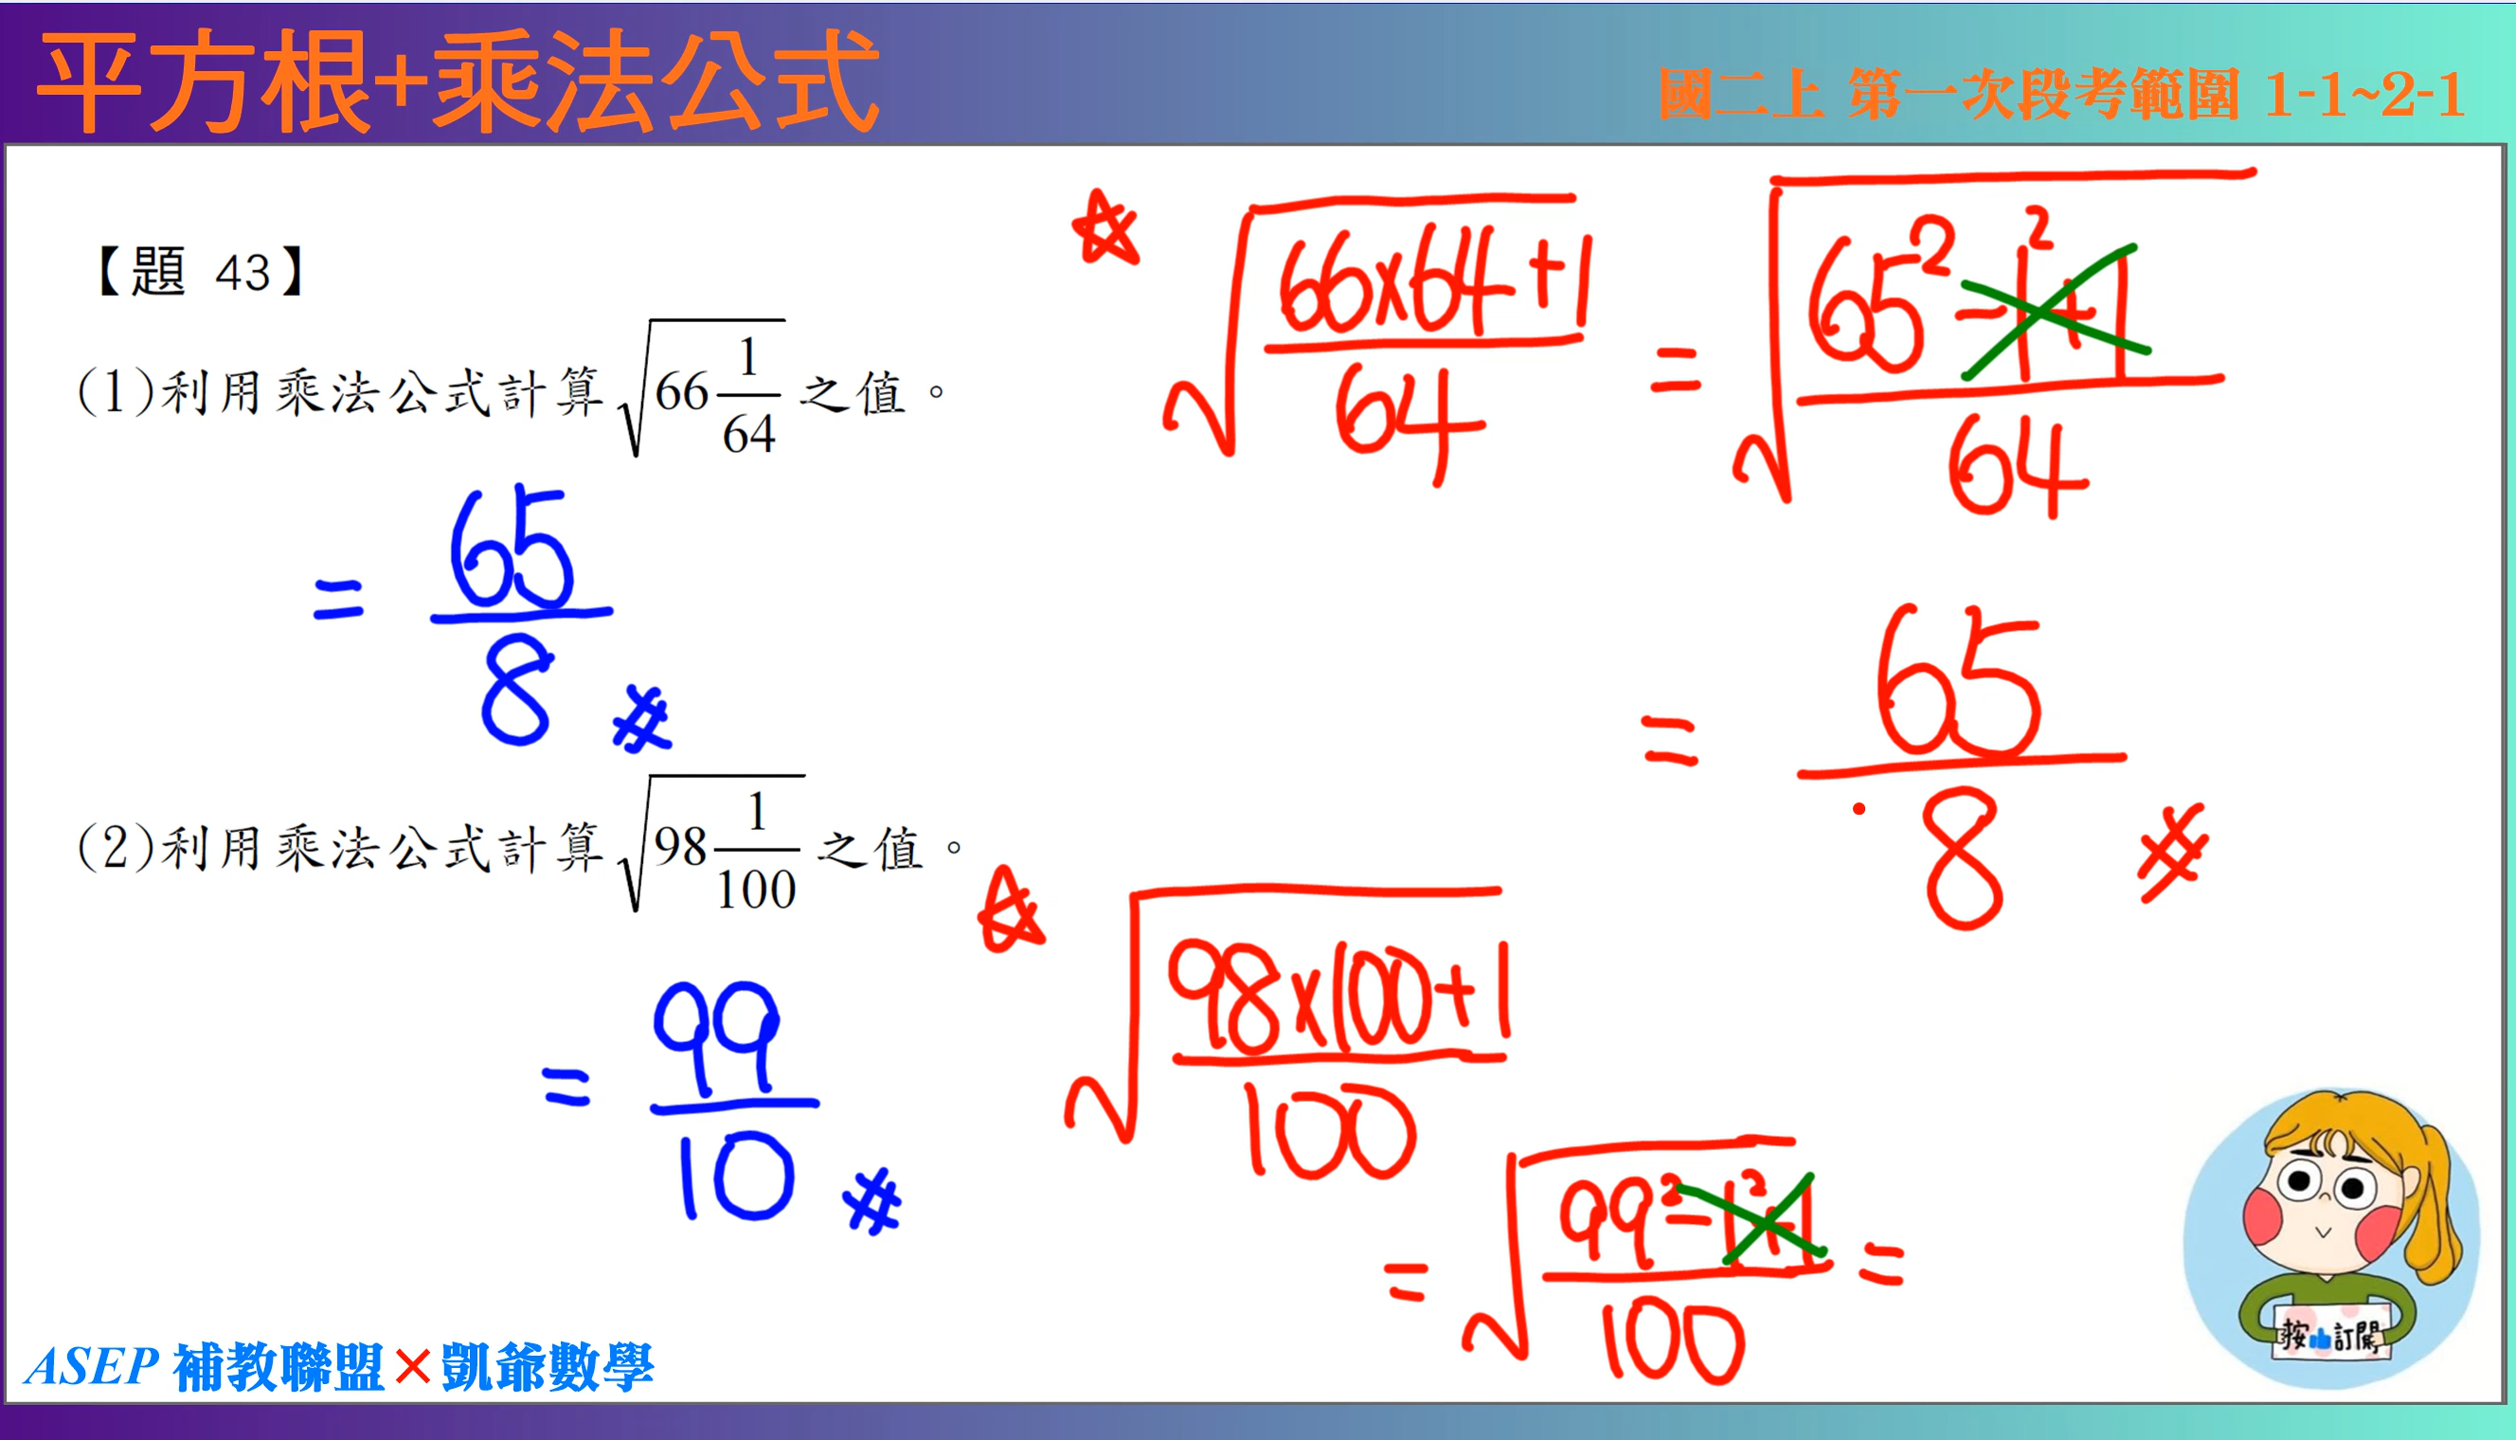 平方根+乘法公式
國二上 第一次段考範圍 1-1~2-1
【題 43】
(1)利用乘法公式計算√(66 1/64) 之值。
= 65/8 #
☆ √((66×64+1)/64) = √((65²-1²+1)/64)
= 65/8 #
(2)利用乘法公式計算√(98 1/100) 之值。
= 99/10 #
☆ √((98×100+1)/100)
= √((99²-1²+1)/100) =
按 訂閱
ASEP 補教聯盟×凱爺數學